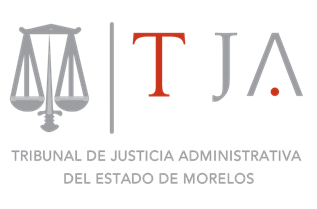 TJA
TRIBUNAL DE JUSTICIA ADMINISTRATIVA
DEL ESTADO DE MORELOS